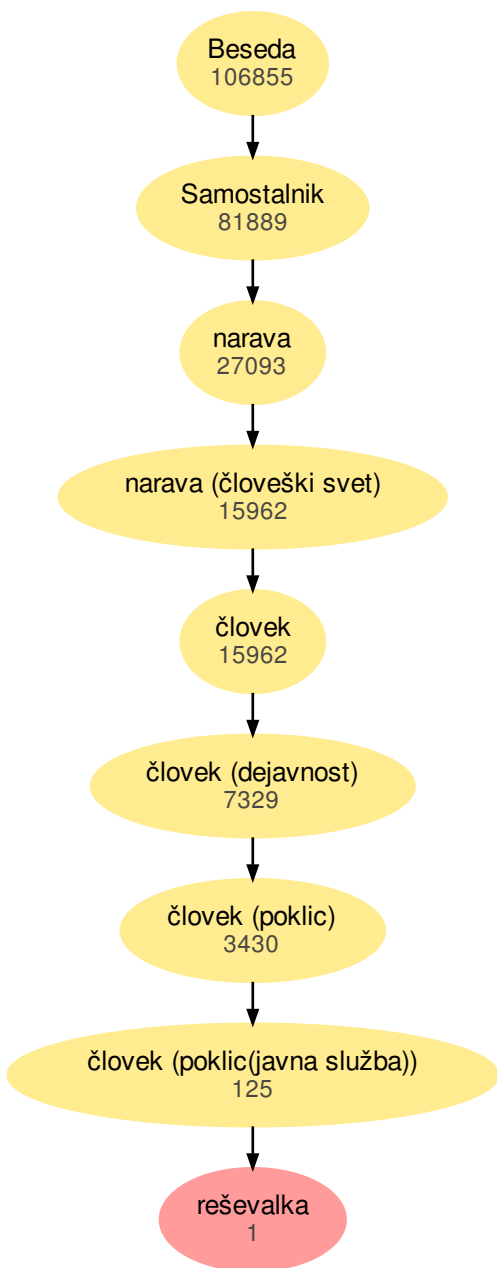 Beseda
106855
Samostalnik
81889
narava
27093
narava (človeški svet)
15962
človek
15962
človek (dejavnost)
7329
človek (poklic)
3430
človek (poklic(javna služba))
125
reševalka
1